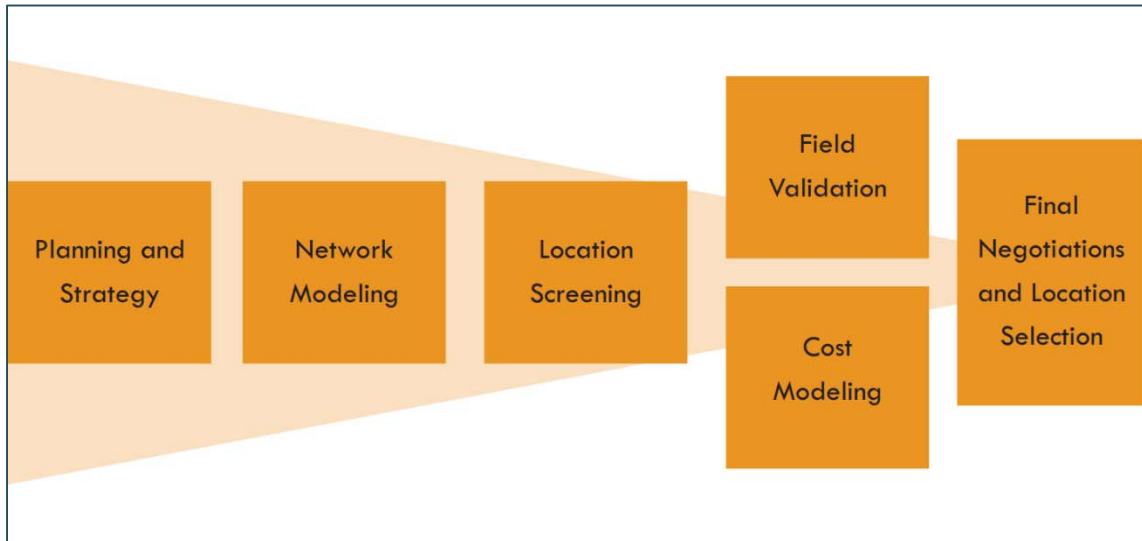 Planning and
Strategy
Network
Modeling
Location
Screening
Field
Validation
Cost
Modeling
Final
Negotiations
and Location
Selection